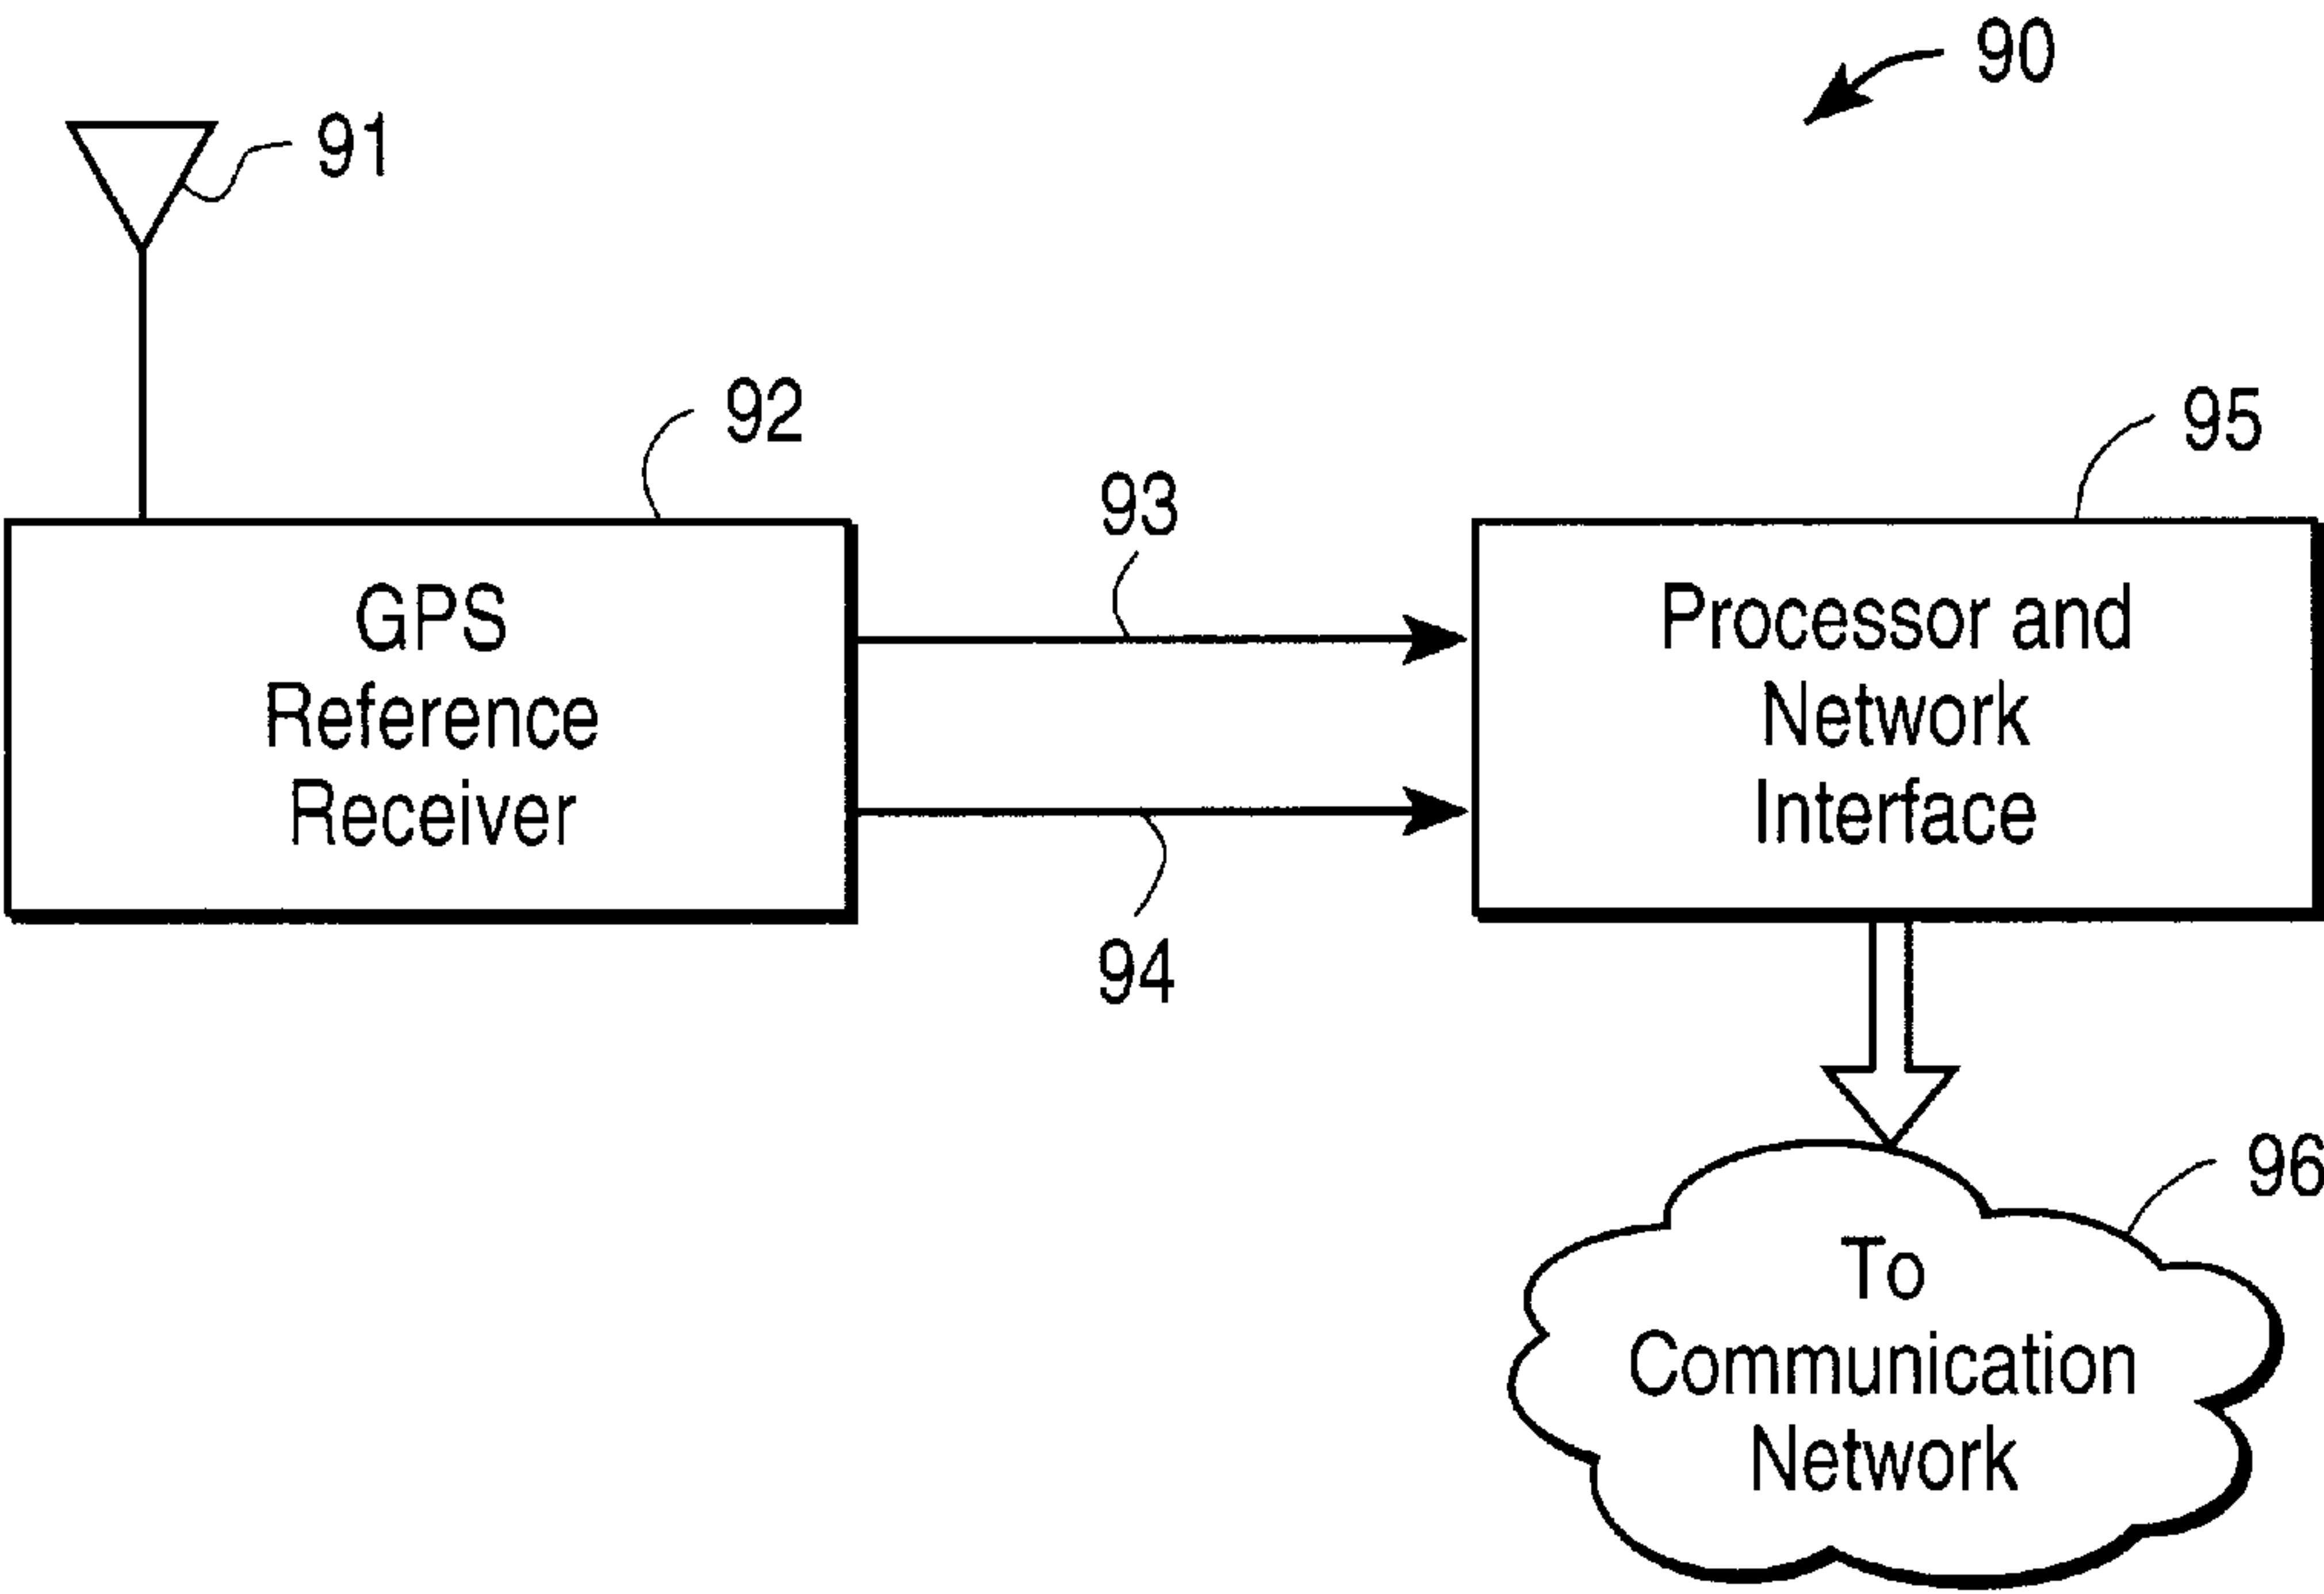 90
91
92
95
93
GPS
Reference
Receiver
Processor and
Network
Interface
94
96
To
Communication
Network